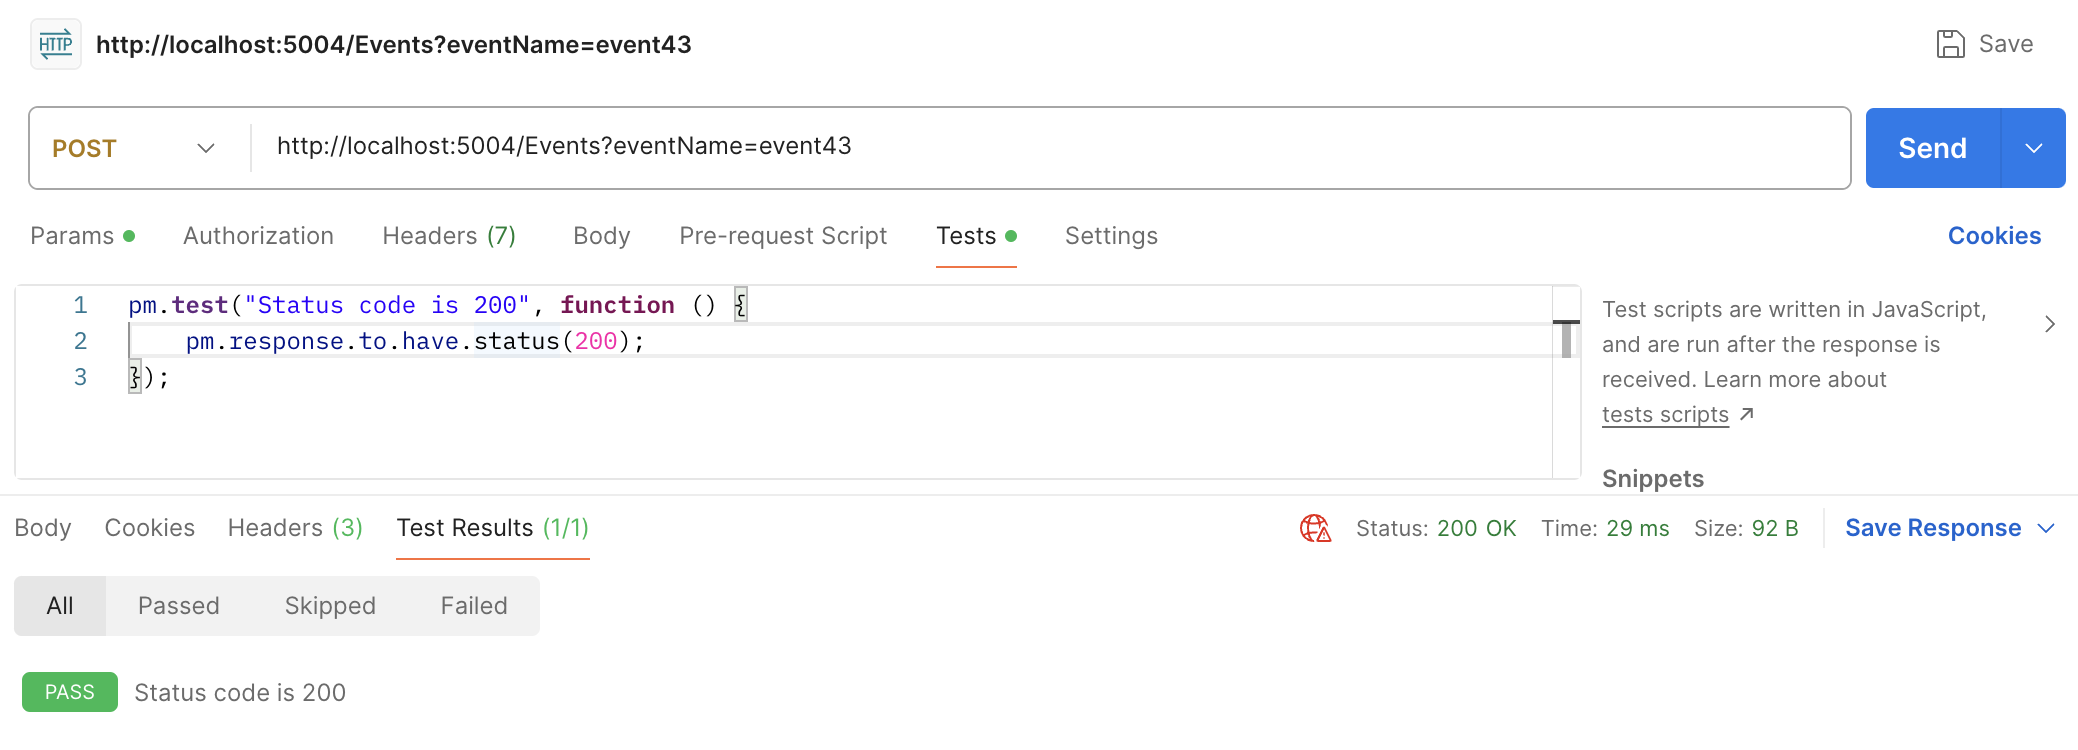 HTTP http://localhost:5004/Events?eventName=event43 Save
POST http://localhost:5004/Events?eventName=event43 Send
Params Authorization Headers (7) Body Pre-request Script Tests Settings Cookies
1 pm.test("Status code is 200", function () {
2 pm.response.to.have.status(200);
3 });
Test scripts are written in JavaScript,
and are run after the response is
received. Learn more about
tests scripts ↗
Snippets
Body Cookies Headers (3) Test Results (1/1) Status: 200 OK Time: 29 ms Size: 92 B Save Response
All Passed Skipped Failed
PASS Status code is 200